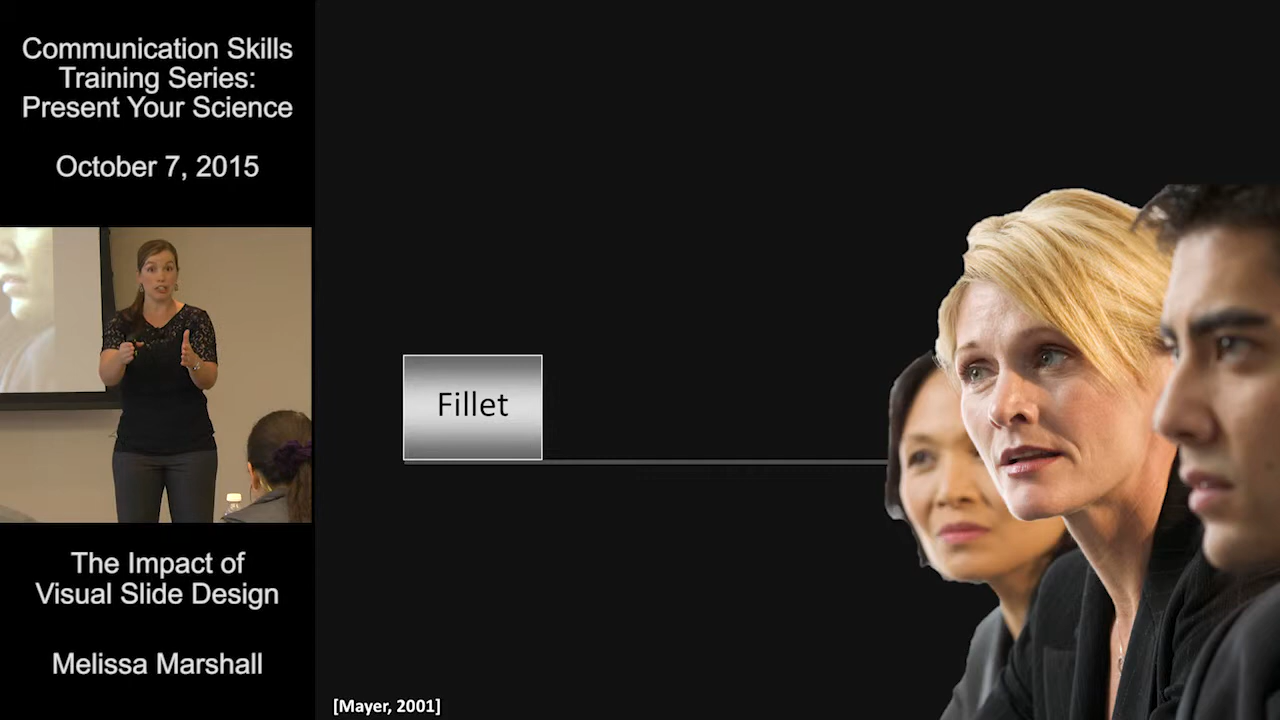 Communication Skills
Training Series:
Present Your Science
October 7, 2015
The Impact of
Visual Slide Design
Melissa Marshall
Fillet
[Mayer, 2001]